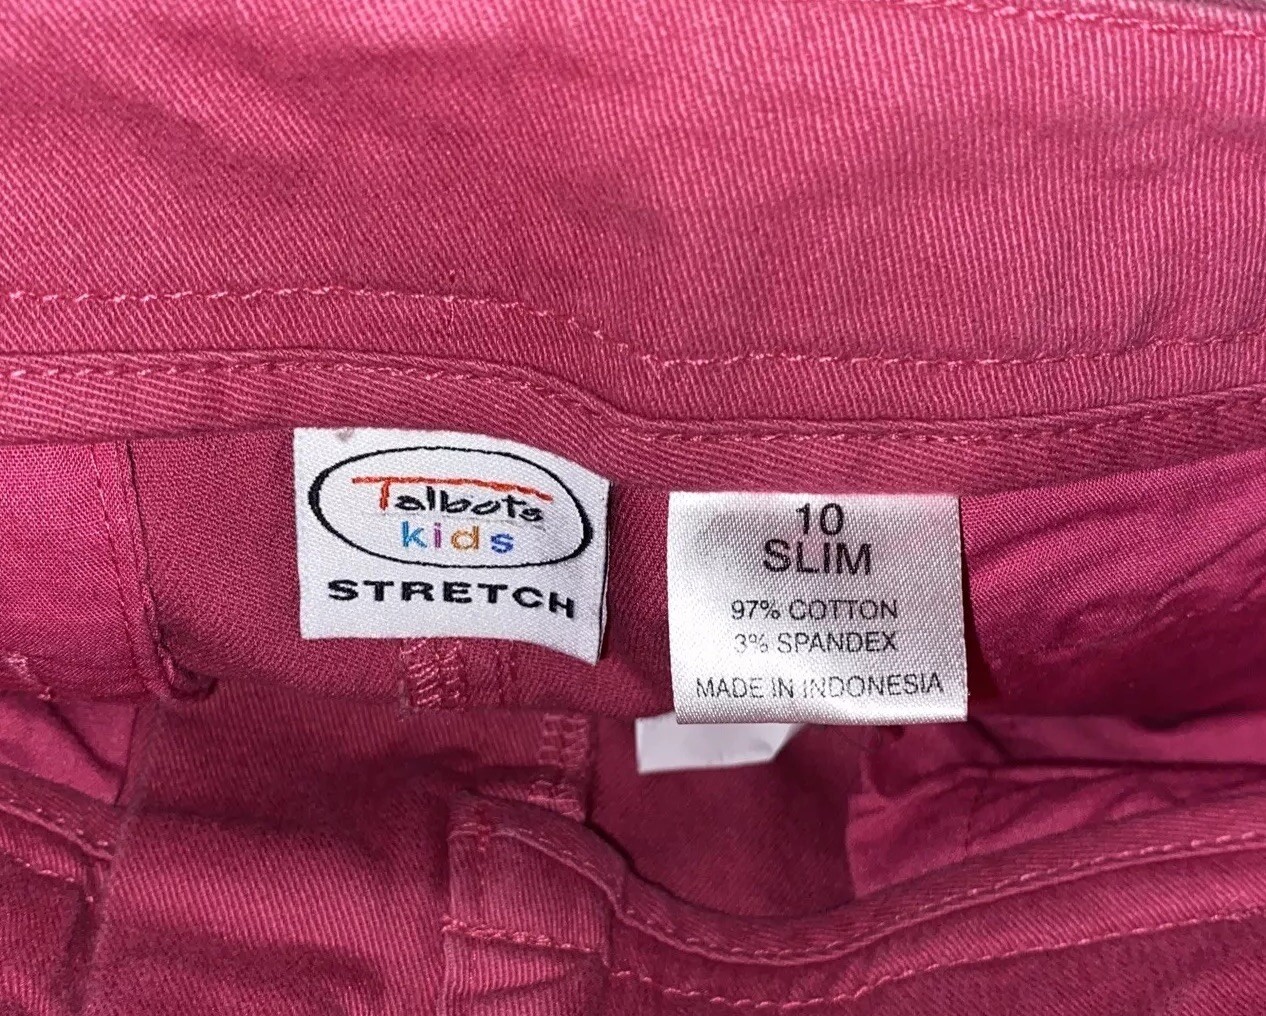 Talbots
kids
STRETCH
10
SLIM
97% COTTON
3% SPANDEX
MADE IN INDONESIA